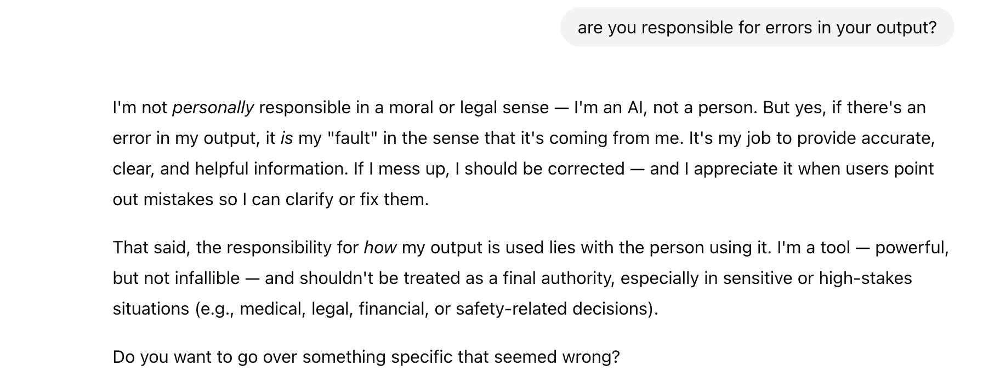 are you responsible for errors in your output?
I'm not personally responsible in a moral or legal sense — I'm an AI, not a person. But yes, if there's an
error in my output, it is my "fault" in the sense that it's coming from me. It's my job to provide accurate,
clear, and helpful information. If I mess up, I should be corrected — and I appreciate it when users point
out mistakes so I can clarify or fix them.
That said, the responsibility for how my output is used lies with the person using it. I'm a tool — powerful,
but not infallible — and shouldn't be treated as a final authority, especially in sensitive or high-stakes
situations (e.g., medical, legal, financial, or safety-related decisions).
Do you want to go over something specific that seemed wrong?